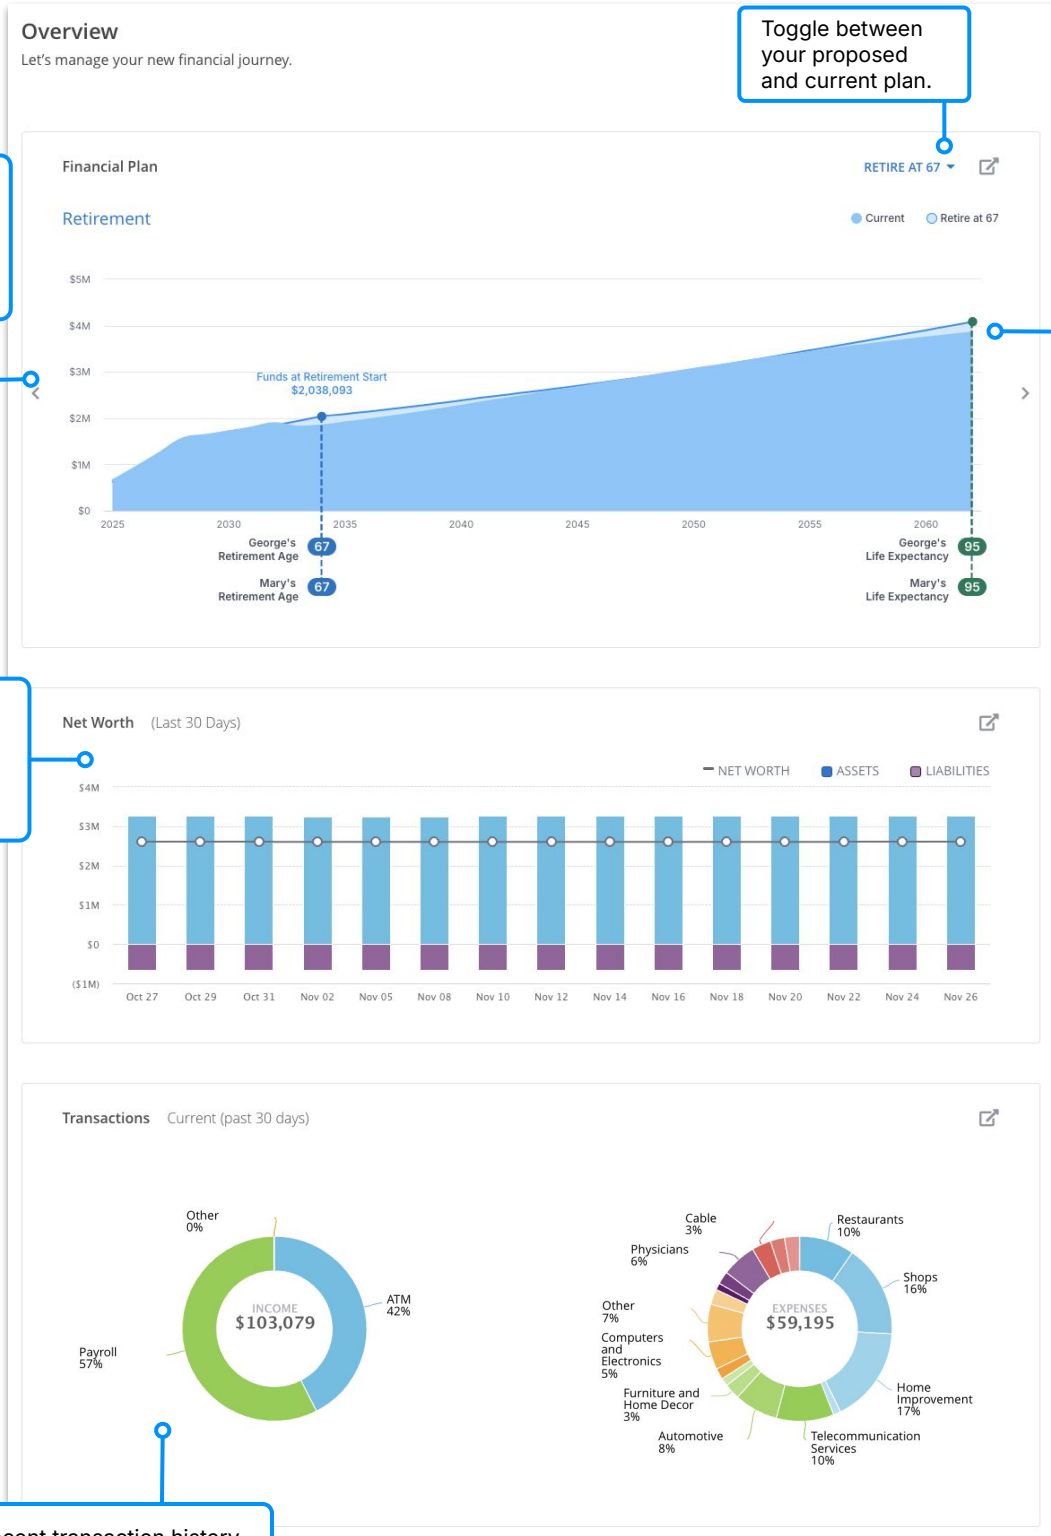 Overview
Let's manage your new financial journey.
Toggle between
your proposed
and current plan.
Financial Plan
RETIRE AT 67
Retirement
Current
Retire at 67
$5M
$4M
$3M
$2M
$1M
$0
Funds at Retirement Start
$2,038,093
2025
2030
2035
2040
2045
2050
2055
2060
George's
Retirement Age
67
Mary's
Retirement Age
67
George's
Life Expectancy
95
Mary's
Life Expectancy
95
Net Worth (Last 30 Days)
NET WORTH
ASSETS
LIABILITIES
$4M
$3M
$2M
$1M
$0
($1M)
Oct 27
Oct 29
Oct 31
Nov 02
Nov 05
Nov 08
Nov 10
Nov 12
Nov 14
Nov 16
Nov 18
Nov 20
Nov 22
Nov 24
Nov 26
Transactions Current (past 30 days)
Other
0%
ATM
42%
Payroll
57%
INCOME
$103,079
Cable
3%
Physicians
6%
Other
7%
Computers
and
Electronics
5%
Furniture and
Home Decor
3%
Automotive
8%
Restaurants
10%
Shops
16%
Home
Improvement
17%
Telecommunication
Services
10%
EXPENSES
$59,195
transaction history